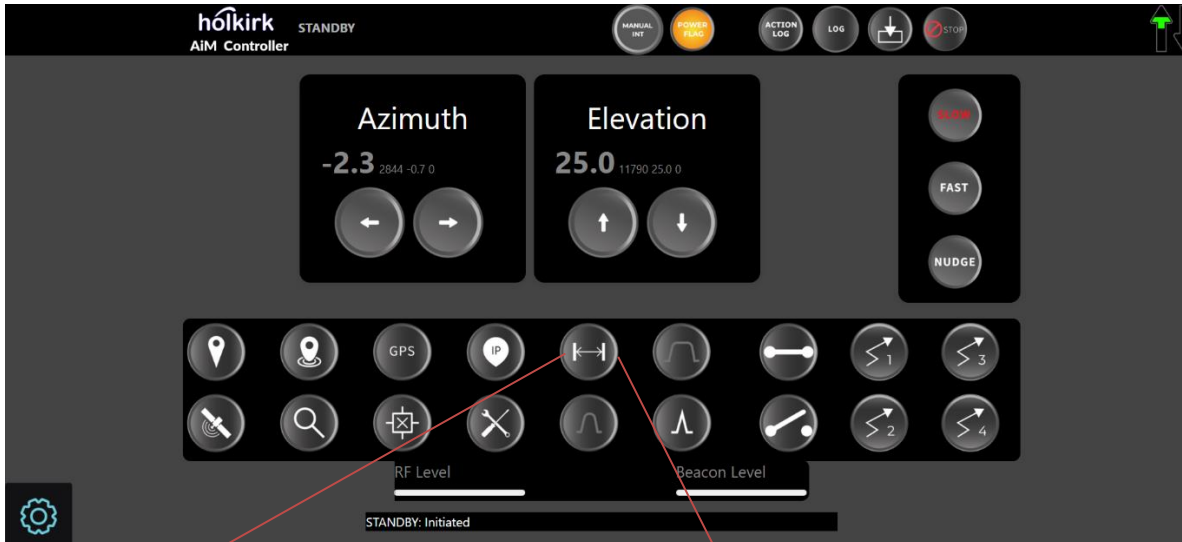 hólkirk
AiM Controller
STANDBY
MANUAL
INT
POWER
FLAG
ACTION
LOG
LOG
STOP
Azimuth
-2.3 2844 -0.7 0
Elevation
25.0 11790 25.0 0
SLOW
FAST
NUDGE
GPS
IP
1
3
2
4
RF Level
Beacon Level
STANDBY: Initiated